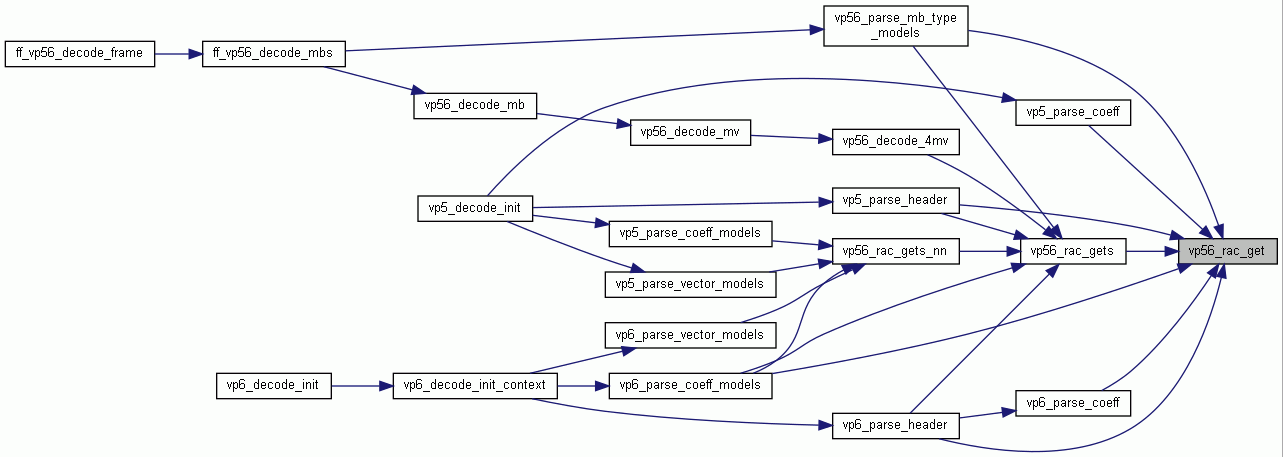 vp56_parse_mb_type
_models
ff_vp56_decode_frame
ff_vp56_decode_mbs
vp56_decode_mb
vp5_parse_coeff
vp56_decode_mv
vp56_decode_4mv
vp5_decode_init
vp5_parse_header
vp5_parse_coeff_models
vp56_rac_gets_nn
vp56_rac_gets
vp56_rac_get
vp5_parse_vector_models
vp6_parse_vector_models
vp6_decode_init
vp6_decode_init_context
vp6_parse_coeff_models
vp6_parse_coeff
vp6_parse_header